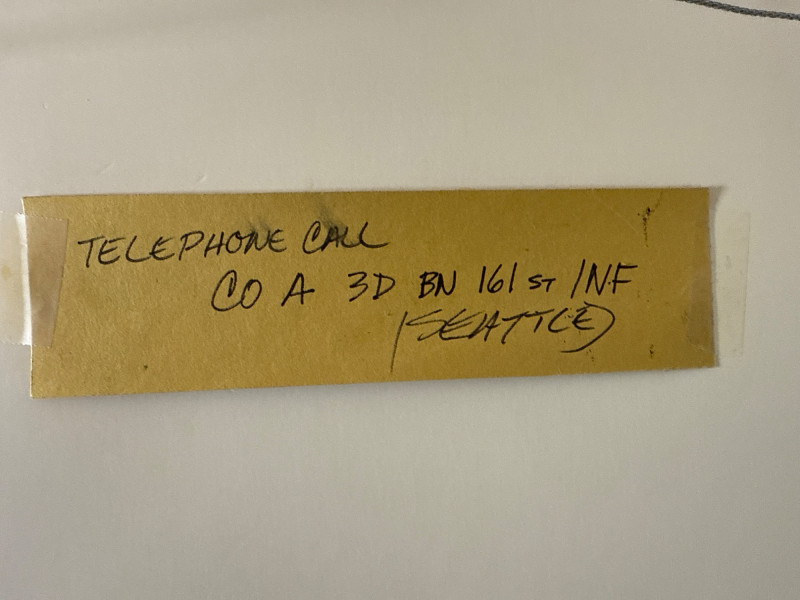 TELEPHONE CALL
CO A 3D BN 161 ST INF
(SEATTLE)